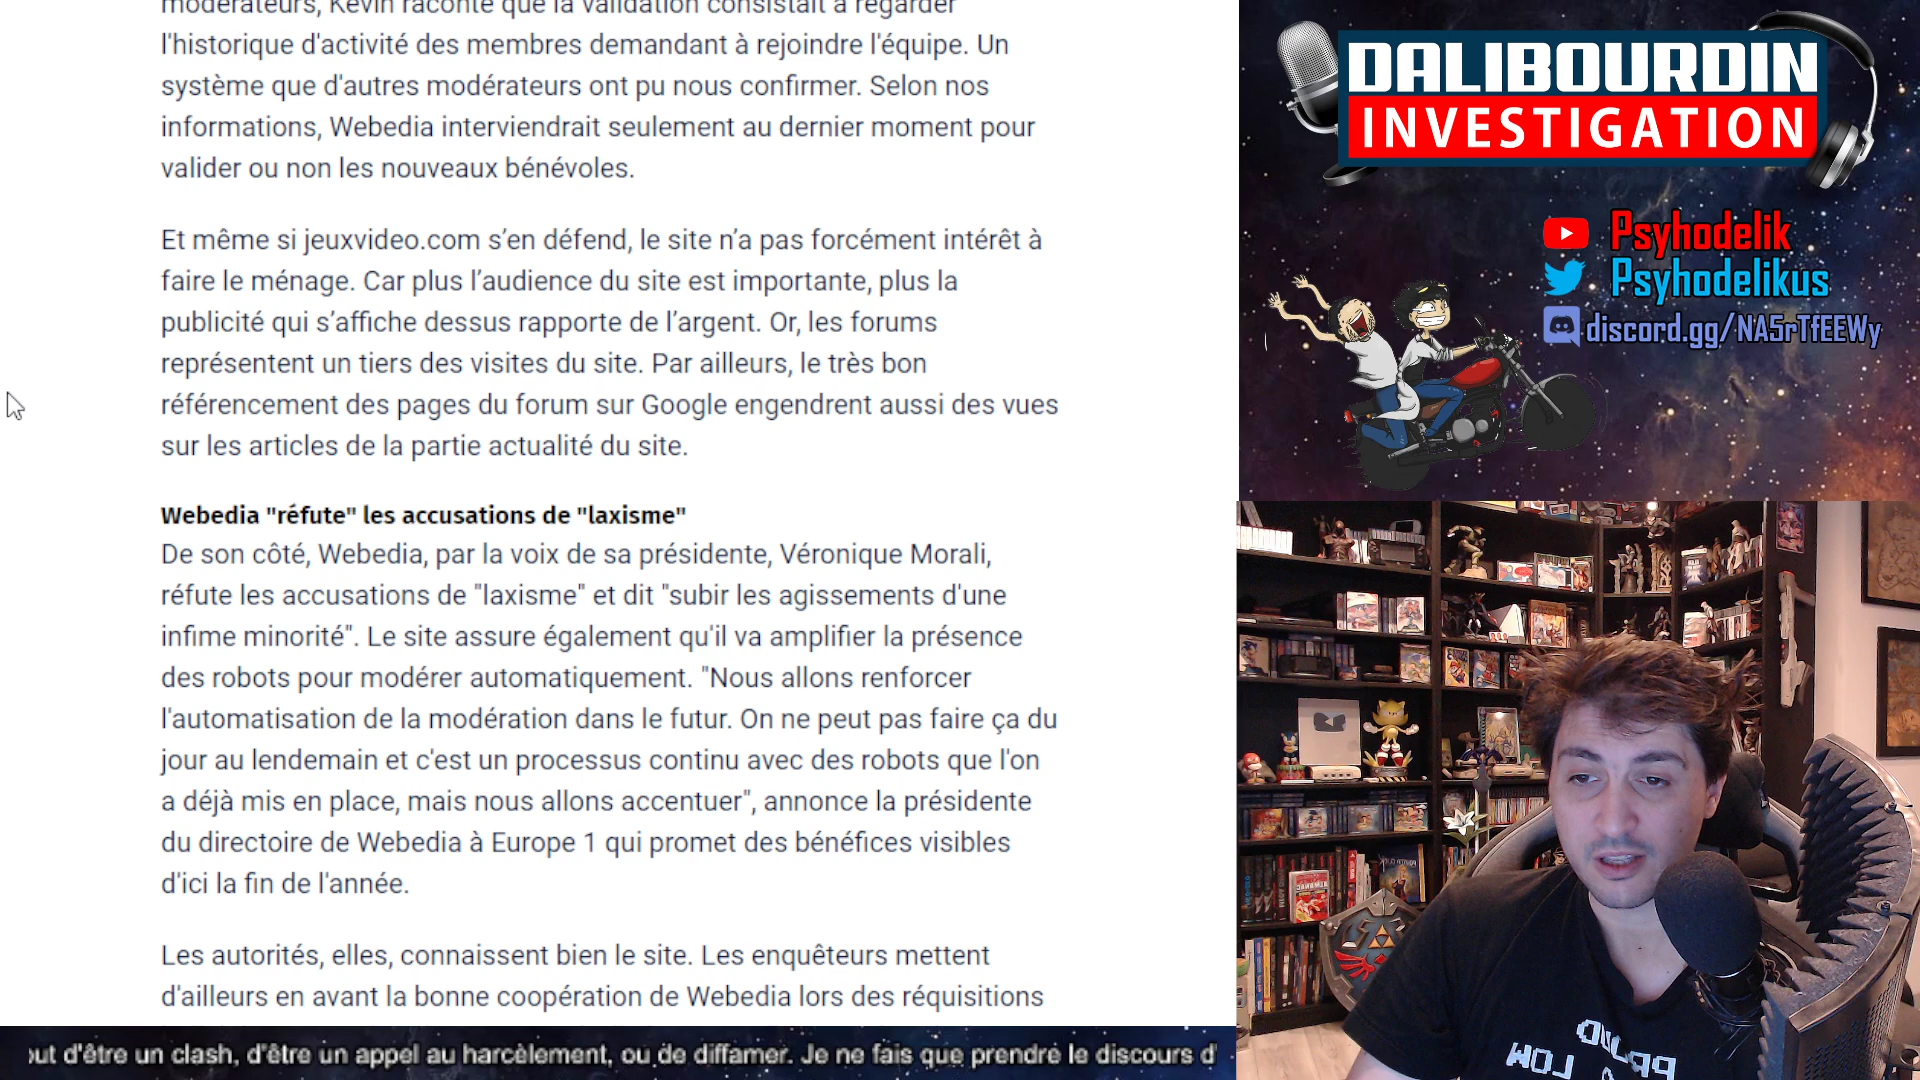 modérateurs, Kevin raconte que la validation consistait à regarder
l'historique d'activité des membres demandant à rejoindre l'équipe. Un
système que d'autres modérateurs ont pu nous confirmer. Selon nos
informations, Webedia interviendrait seulement au dernier moment pour
valider ou non les nouveaux bénévoles.
Et même si jeuxvideo.com s’en défend, le site n’a pas forcément intérêt à
faire le ménage. Car plus l’audience du site est importante, plus la
publicité qui s’affiche dessus rapporte de l’argent. Or, les forums
représentent un tiers des visites du site. Par ailleurs, le très bon
référencement des pages du forum sur Google engendrent aussi des vues
sur les articles de la partie actualité du site.
Webedia "réfute" les accusations de "laxisme"
De son côté, Webedia, par la voix de sa présidente, Véronique Morali,
réfute les accusations de "laxisme" et dit "subir les agissements d'une
infime minorité". Le site assure également qu'il va amplifier la présence
des robots pour modérer automatiquement. "Nous allons renforcer
l'automatisation de la modération dans le futur. On ne peut pas faire ça du
jour au lendemain et c'est un processus continu avec des robots que l'on
a déjà mis en place, mais nous allons accentuer", annonce la présidente
du directoire de Webedia à Europe 1 qui promet des bénéfices visibles
d'ici la fin de l'année.
Les autorités, elles, connaissent bien le site. Les enquêteurs mettent
d'ailleurs en avant la bonne coopération de Webedia lors des réquisitions
out d'être un clash, d'être un appel au harcèlement, ou de diffamer. Je ne fais que prendre le discours d'
DALIBOURDIN
INVESTIGATION
Psyhodelik
Psyhodelikus
discord.gg/NA5rTfEEWy